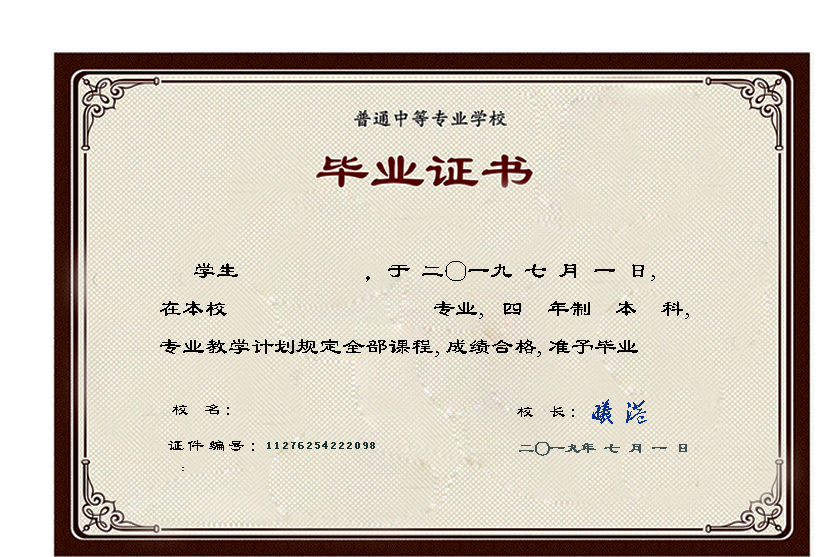 普通中等专业学校
毕业证书
学生 ，于 二〇一九 七 月 一 日,
在本校 专业, 四 年制 本 科,
专业教学计划规定全部课程, 成绩合格, 准予毕业
校 名： 校 长：
证件编号：11276254222098 二〇一九年 七 月 一 日
: